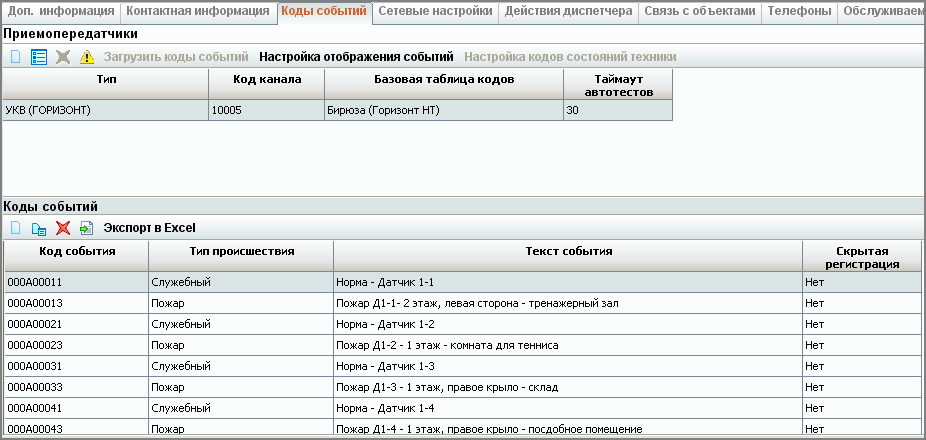 Доп. информация Контактная информация Коды событий Сетевые настройки Действия диспетчера Связь с объектами Телефоны Обслуживаем
Приемопередатчики
Загрузить коды событий Настройка отображения событий Настройка кодов состояний техники
Тип Код канала Базовая таблица кодов Таймаут автотестов
УКВ (ГОРИЗОНТ) 10005 Бирюза (Горизонт НТ) 30
Коды событий
Экспорт в Excel
Код события Тип происшествия Текст события Скрытая регистрация
000A00011 Служебный Норма - Датчик 1-1 Нет
000A00013 Пожар Пожар Д1-1- 2 этаж, левая сторона - тренажерный зал Нет
000A00021 Служебный Норма - Датчик 1-2 Нет
000A00023 Пожар Пожар Д1-2 - 1 этаж - комната для тенниса Нет
000A00031 Служебный Норма - Датчик 1-3 Нет
000A00033 Пожар Пожар Д1-3 - 1 этаж, правое крыло - склад Нет
000A00041 Служебный Норма - Датчик 1-4 Нет
000A00043 Пожар Пожар Д1-4 - 1 этаж, правое крыло - посдобное помещение Нет